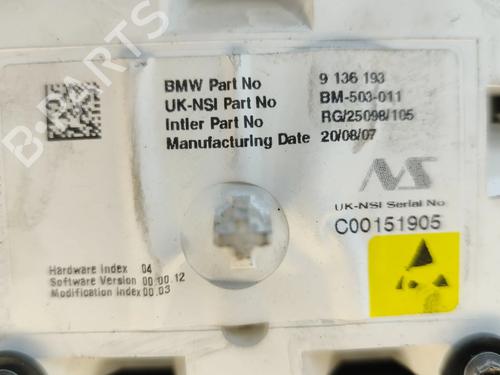 BMW Part No 9 136 193
UK-NSI Part No BM-503-011
Intier Part No RG/25098/105
Manufacturing Date 20/08/07
NS
UK-NSI Serial No
C00151905
Hardware Index 04
Software Version 00.00.12
Modification Index 00.03
B-PARTS